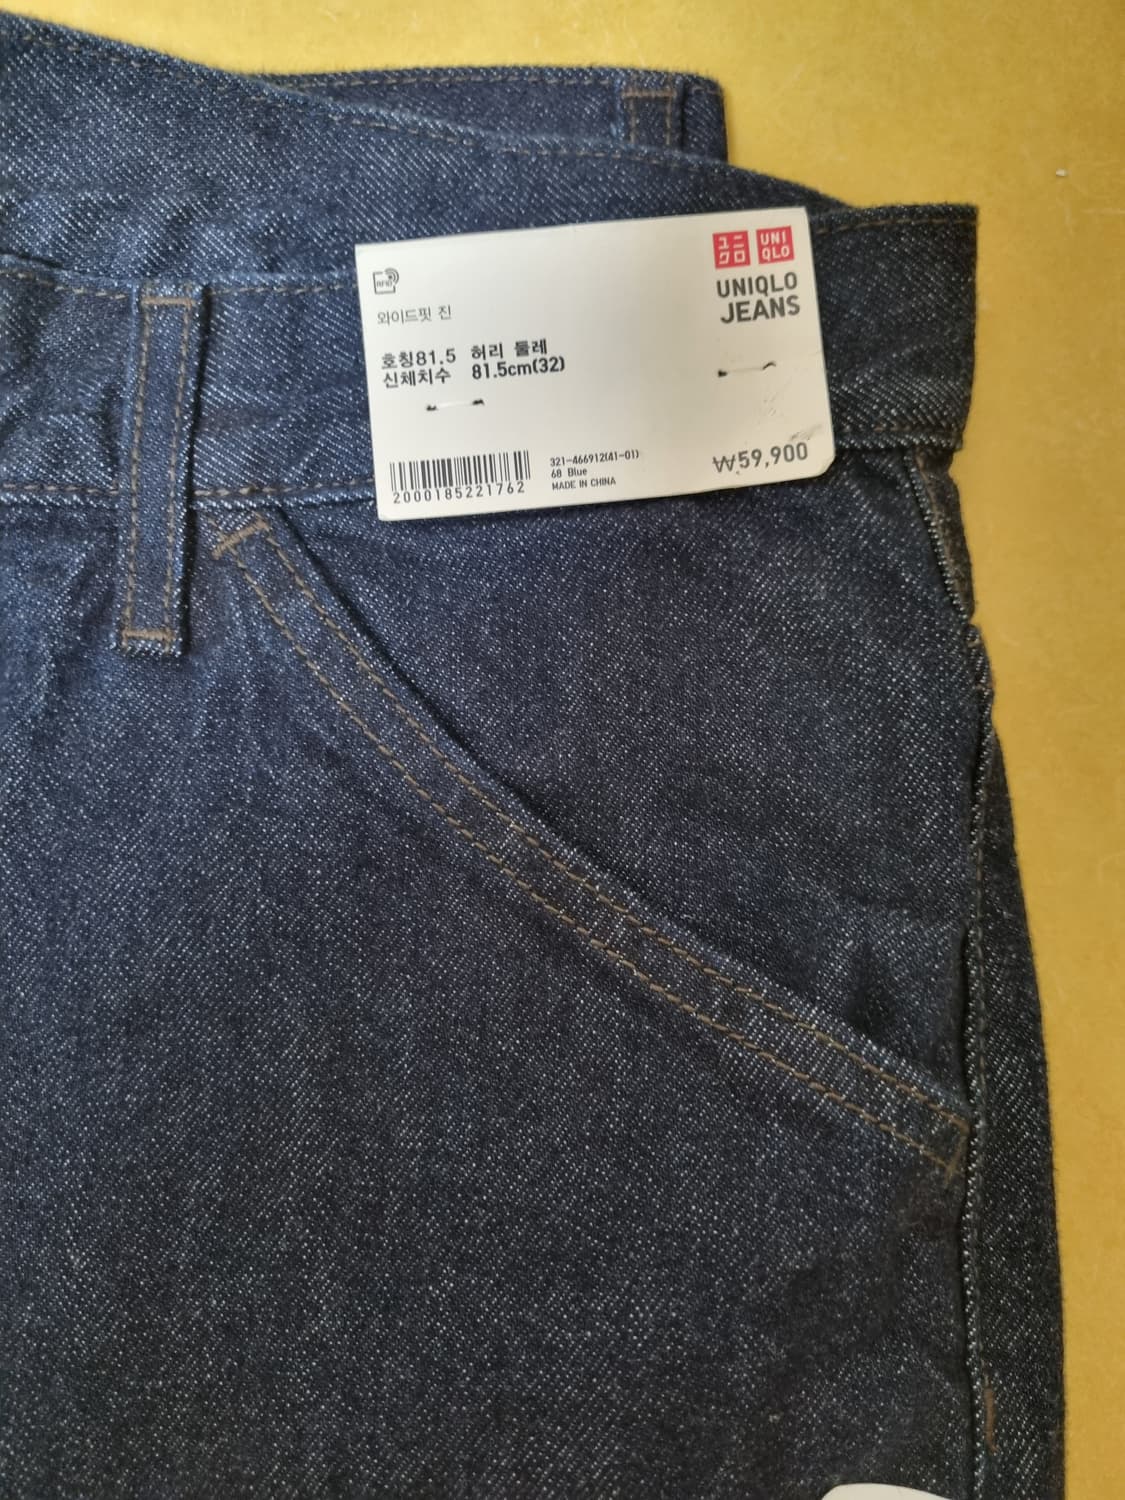 RFID
와이드핏 진
ユニ
クロ
UNI
QLO
UNIQLO
JEANS
호칭81.5 허리 둘레
신체치수 81.5cm(32)
2000185221762
321-466912(41-01)
68 Blue
MADE IN CHINA
₩59,900